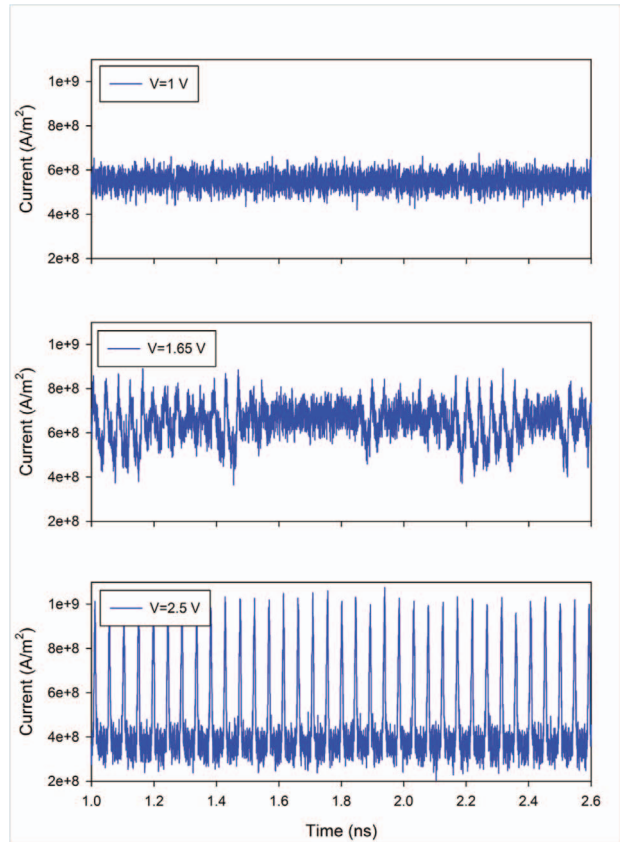 V=1 V
1e+9
8e+8
6e+8
4e+8
2e+8
Current (A/m²)
V=1.65 V
1e+9
8e+8
6e+8
4e+8
2e+8
Current (A/m²)
V=2.5 V
1e+9
8e+8
6e+8
4e+8
2e+8
Current (A/m²)
1.0 1.2 1.4 1.6 1.8 2.0 2.2 2.4 2.6
Time (ns)